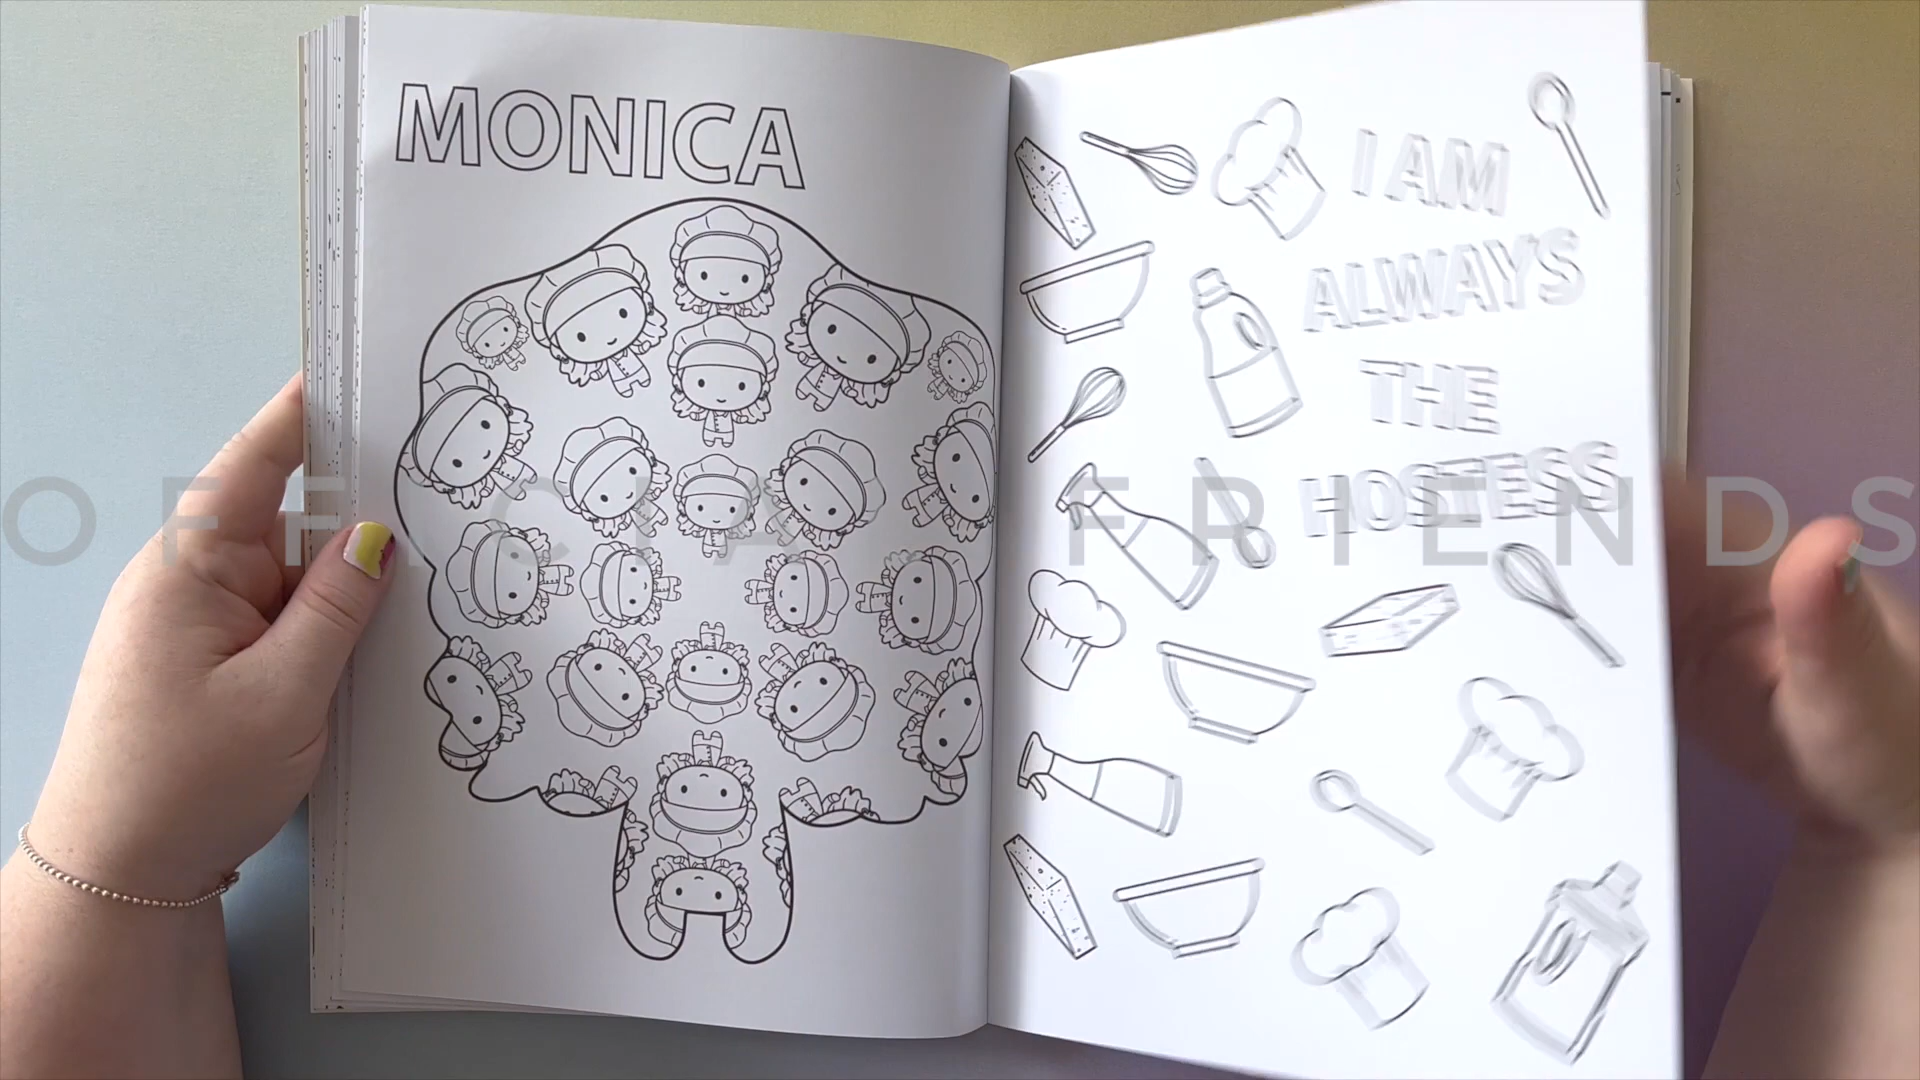 MONICA
I AM
ALWAYS
THE
HOSTESS
OFFICIAL FRIENDS